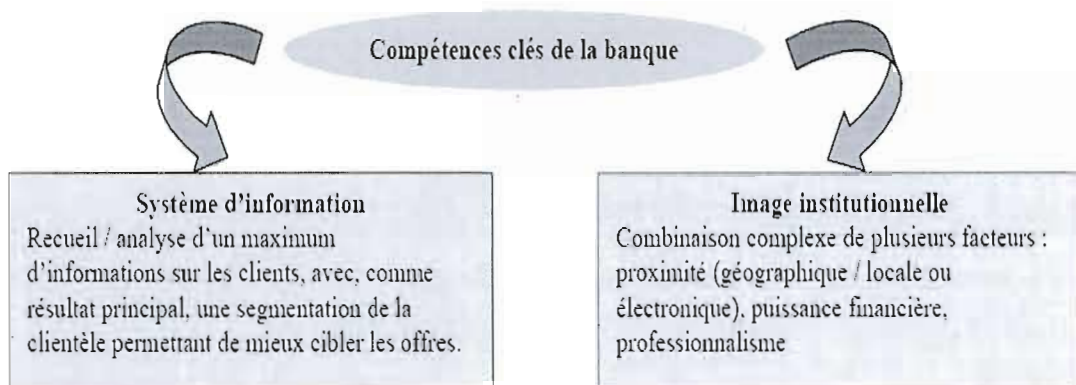 Compétences clés de la banque
Système d'information
Recueil / analyse d'un maximum
d'informations sur les clients, avec, comme
résultat principal, une segmentation de la
clientèle permettant de mieux cibler les offres.
Image institutionnelle
Combinaison complexe de plusieurs facteurs :
proximité (géographique / locale ou
électronique), puissance financière,
professionnalisme